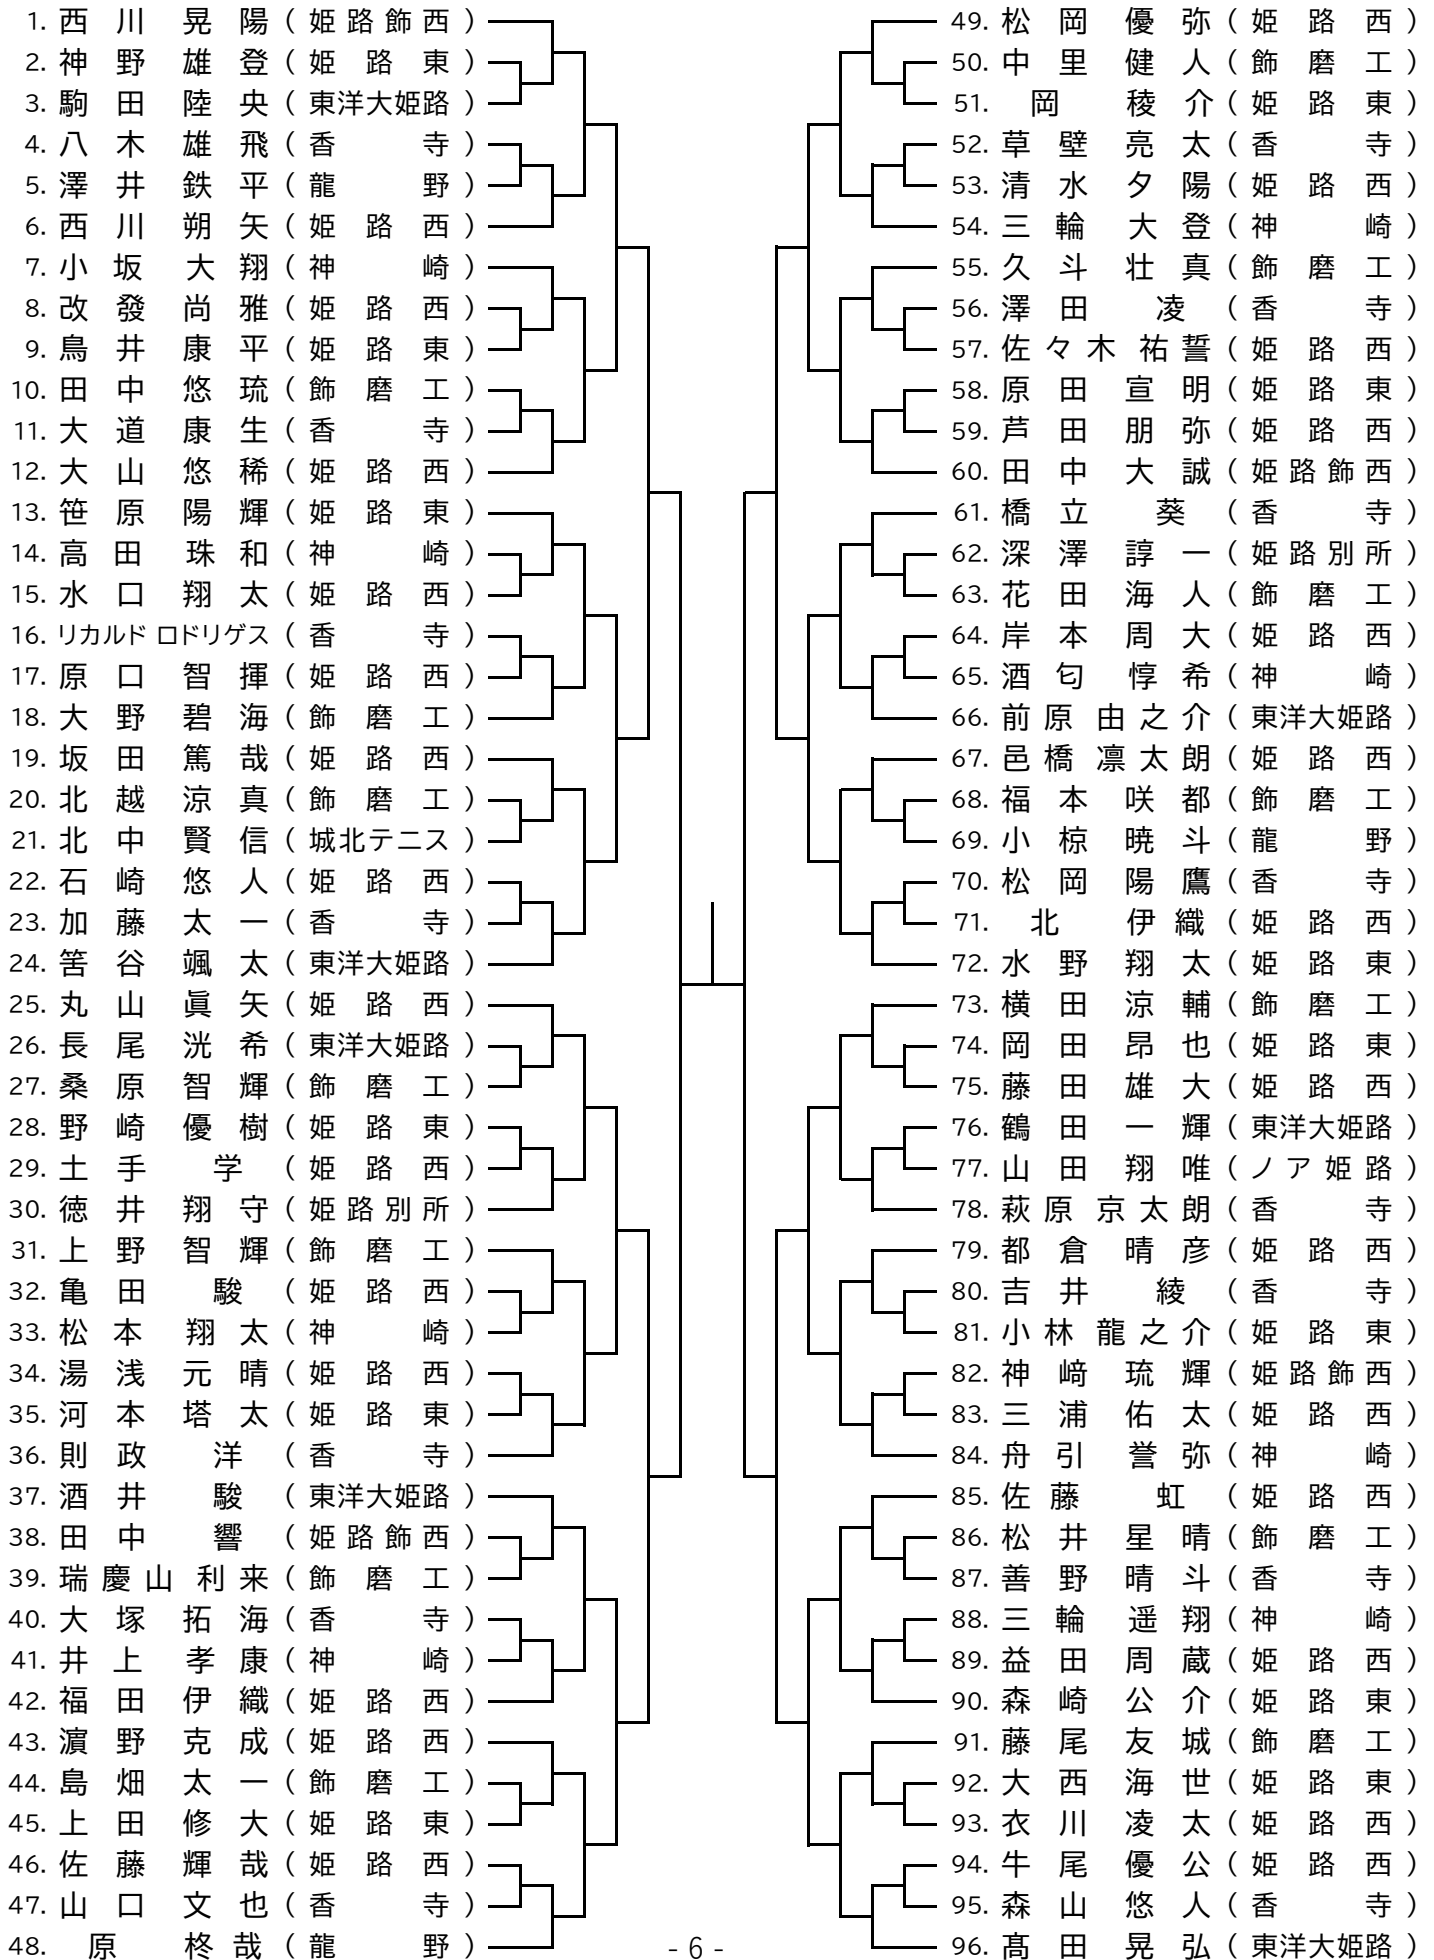 1. 西川 晃陽 (姫路飾西)
2. 神野 雄登 (姫路東)
3. 駒田 陸央 (東洋大姫路)
4. 八木 雄飛 (香寺)
5. 澤井 鉄平 (龍野)
6. 西川 朔矢 (姫路西)
7. 小坂 大翔 (神崎)
8. 改發 尚雅 (姫路西)
9. 鳥井 康平 (姫路東)
10. 田中 悠琉 (飾磨工)
11. 大道 康生 (香寺)
12. 大山 悠稀 (姫路西)
13. 笹原 陽輝 (姫路東)
14. 高田 珠和 (神崎)
15. 水口 翔太 (姫路西)
16. リカルド ロドリゲス (香寺)
17. 原口 智揮 (姫路西)
18. 大野 碧海 (飾磨工)
19. 坂田 篤哉 (姫路西)
20. 北越 涼真 (飾磨工)
21. 北中 賢信 (城北テニス)
22. 石崎 悠人 (姫路西)
23. 加藤 太一 (香寺)
24. 筈谷 颯太 (東洋大姫路)
25. 丸山 眞矢 (姫路西)
26. 長尾 洸希 (東洋大姫路)
27. 桑原 智輝 (飾磨工)
28. 野崎 優樹 (姫路東)
29. 土手 学 (姫路西)
30. 徳井 翔守 (姫路別所)
31. 上野 智輝 (飾磨工)
32. 亀田 駿 (姫路西)
33. 松本 翔太 (神崎)
34. 湯浅 元晴 (姫路西)
35. 河本 塔太 (姫路東)
36. 則政 洋 (香寺)
37. 酒井 駿 (東洋大姫路)
38. 田中 響 (姫路飾西)
39. 瑞慶山 利来 (飾磨工)
40. 大塚 拓海 (香寺)
41. 井上 孝康 (神崎)
42. 福田 伊織 (姫路西)
43. 濵野 克成 (姫路西)
44. 島畑 太一 (飾磨工)
45. 上田 修大 (姫路東)
46. 佐藤 輝哉 (姫路西)
47. 山口 文也 (香寺)
48. 原 柊哉 (龍野)
49. 松岡 優弥 (姫路西)
50. 中里 健人 (飾磨工)
51. 岡 稜介 (姫路東)
52. 草壁 亮太 (香寺)
53. 清水 夕陽 (姫路西)
54. 三輪 大登 (神崎)
55. 久斗 壮真 (飾磨工)
56. 澤田 凌 (香寺)
57. 佐々木 祐誓 (姫路西)
58. 原田 宣明 (姫路東)
59. 芦田 朋弥 (姫路西)
60. 田中 大誠 (姫路飾西)
61. 橋立 葵 (香寺)
62. 深澤 諄一 (姫路別所)
63. 花田 海人 (飾磨工)
64. 岸本 周大 (姫路西)
65. 酒匂 惇希 (神崎)
66. 前原 由之介 (東洋大姫路)
67. 邑橋 凛太朗 (姫路西)
68. 福本 咲都 (飾磨工)
69. 小椋 暁斗 (龍野)
70. 松岡 陽鷹 (香寺)
71. 北 伊織 (姫路西)
72. 水野 翔太 (姫路東)
73. 横田 涼輔 (飾磨工)
74. 岡田 昂也 (姫路東)
75. 藤田 雄大 (姫路西)
76. 鶴田 一輝 (東洋大姫路)
77. 山田 翔唯 (ノア姫路)
78. 萩原 京太朗 (香寺)
79. 都倉 晴彦 (姫路西)
80. 吉井 綾 (香寺)
81. 小林 龍之介 (姫路東)
82. 神﨑 琉輝 (姫路飾西)
83. 三浦 佑太 (姫路西)
84. 舟引 誉弥 (神崎)
85. 佐藤 虹 (姫路西)
86. 松井 星晴 (飾磨工)
87. 善野 晴斗 (香寺)
88. 三輪 遥翔 (神崎)
89. 益田 周蔵 (姫路西)
90. 森崎 公介 (姫路東)
91. 藤尾 友城 (飾磨工)
92. 大西 海世 (姫路東)
93. 衣川 凌太 (姫路西)
94. 牛尾 優公 (姫路西)
95. 森山 悠人 (香寺)
96. 髙田 晃弘 (東洋大姫路)
- 6 -